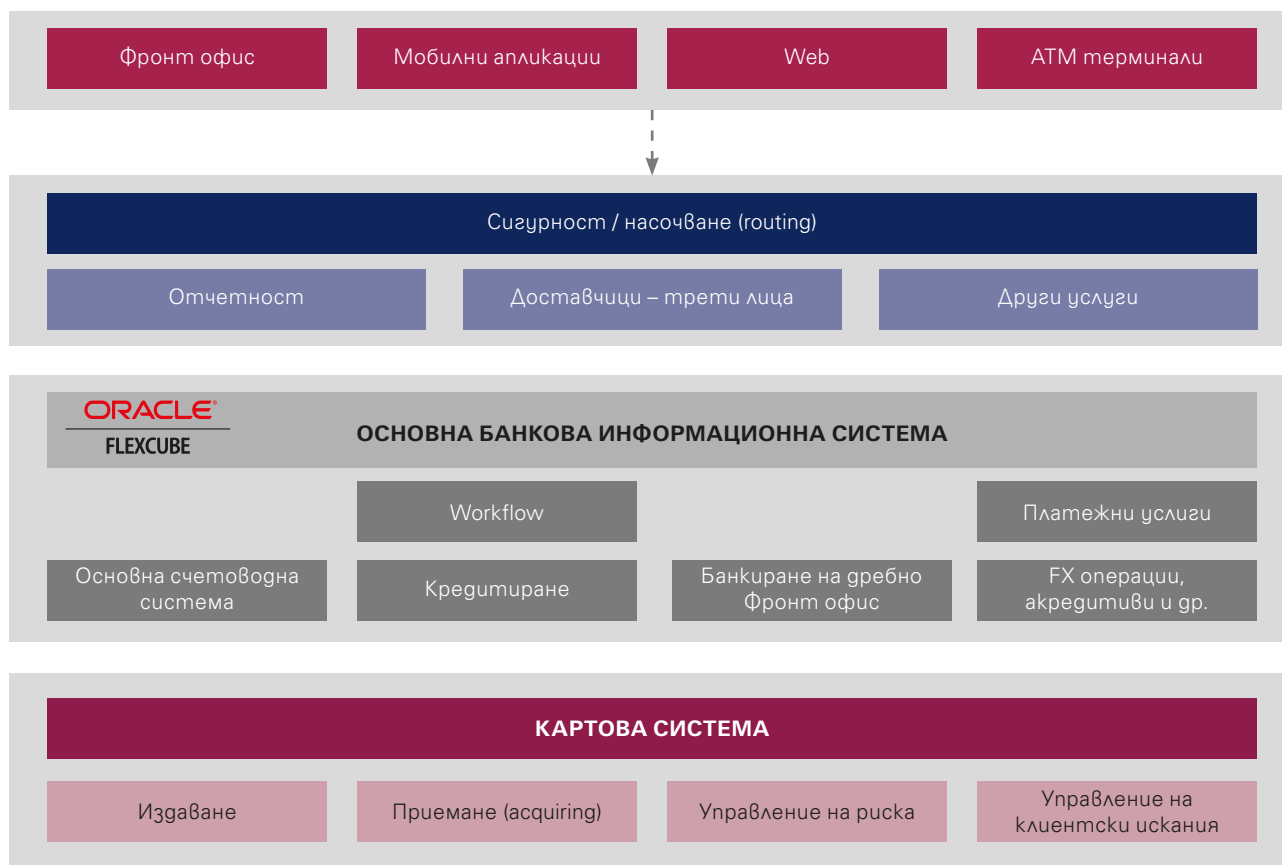 Фронт офис
Мобилни апликации
Web
ATM терминали
Сигурност / насочване (routing)
Отчетност
Доставчици – трети лица
Други услуги
ORACLE®
FLEXCUBE
ОСНОВНА БАНКОВА ИНФОРМАЦИОННА СИСТЕМА
Workflow
Платежни услиги
Основна счетоводна
система
Кредитиране
Банкиране на дребно
Фронт офис
FX операции,
акредитиви и др.
КАРТОВА СИСТЕМА
Издаване
Приемане (acquiring)
Управление на риска
Управление на
клиентски искания